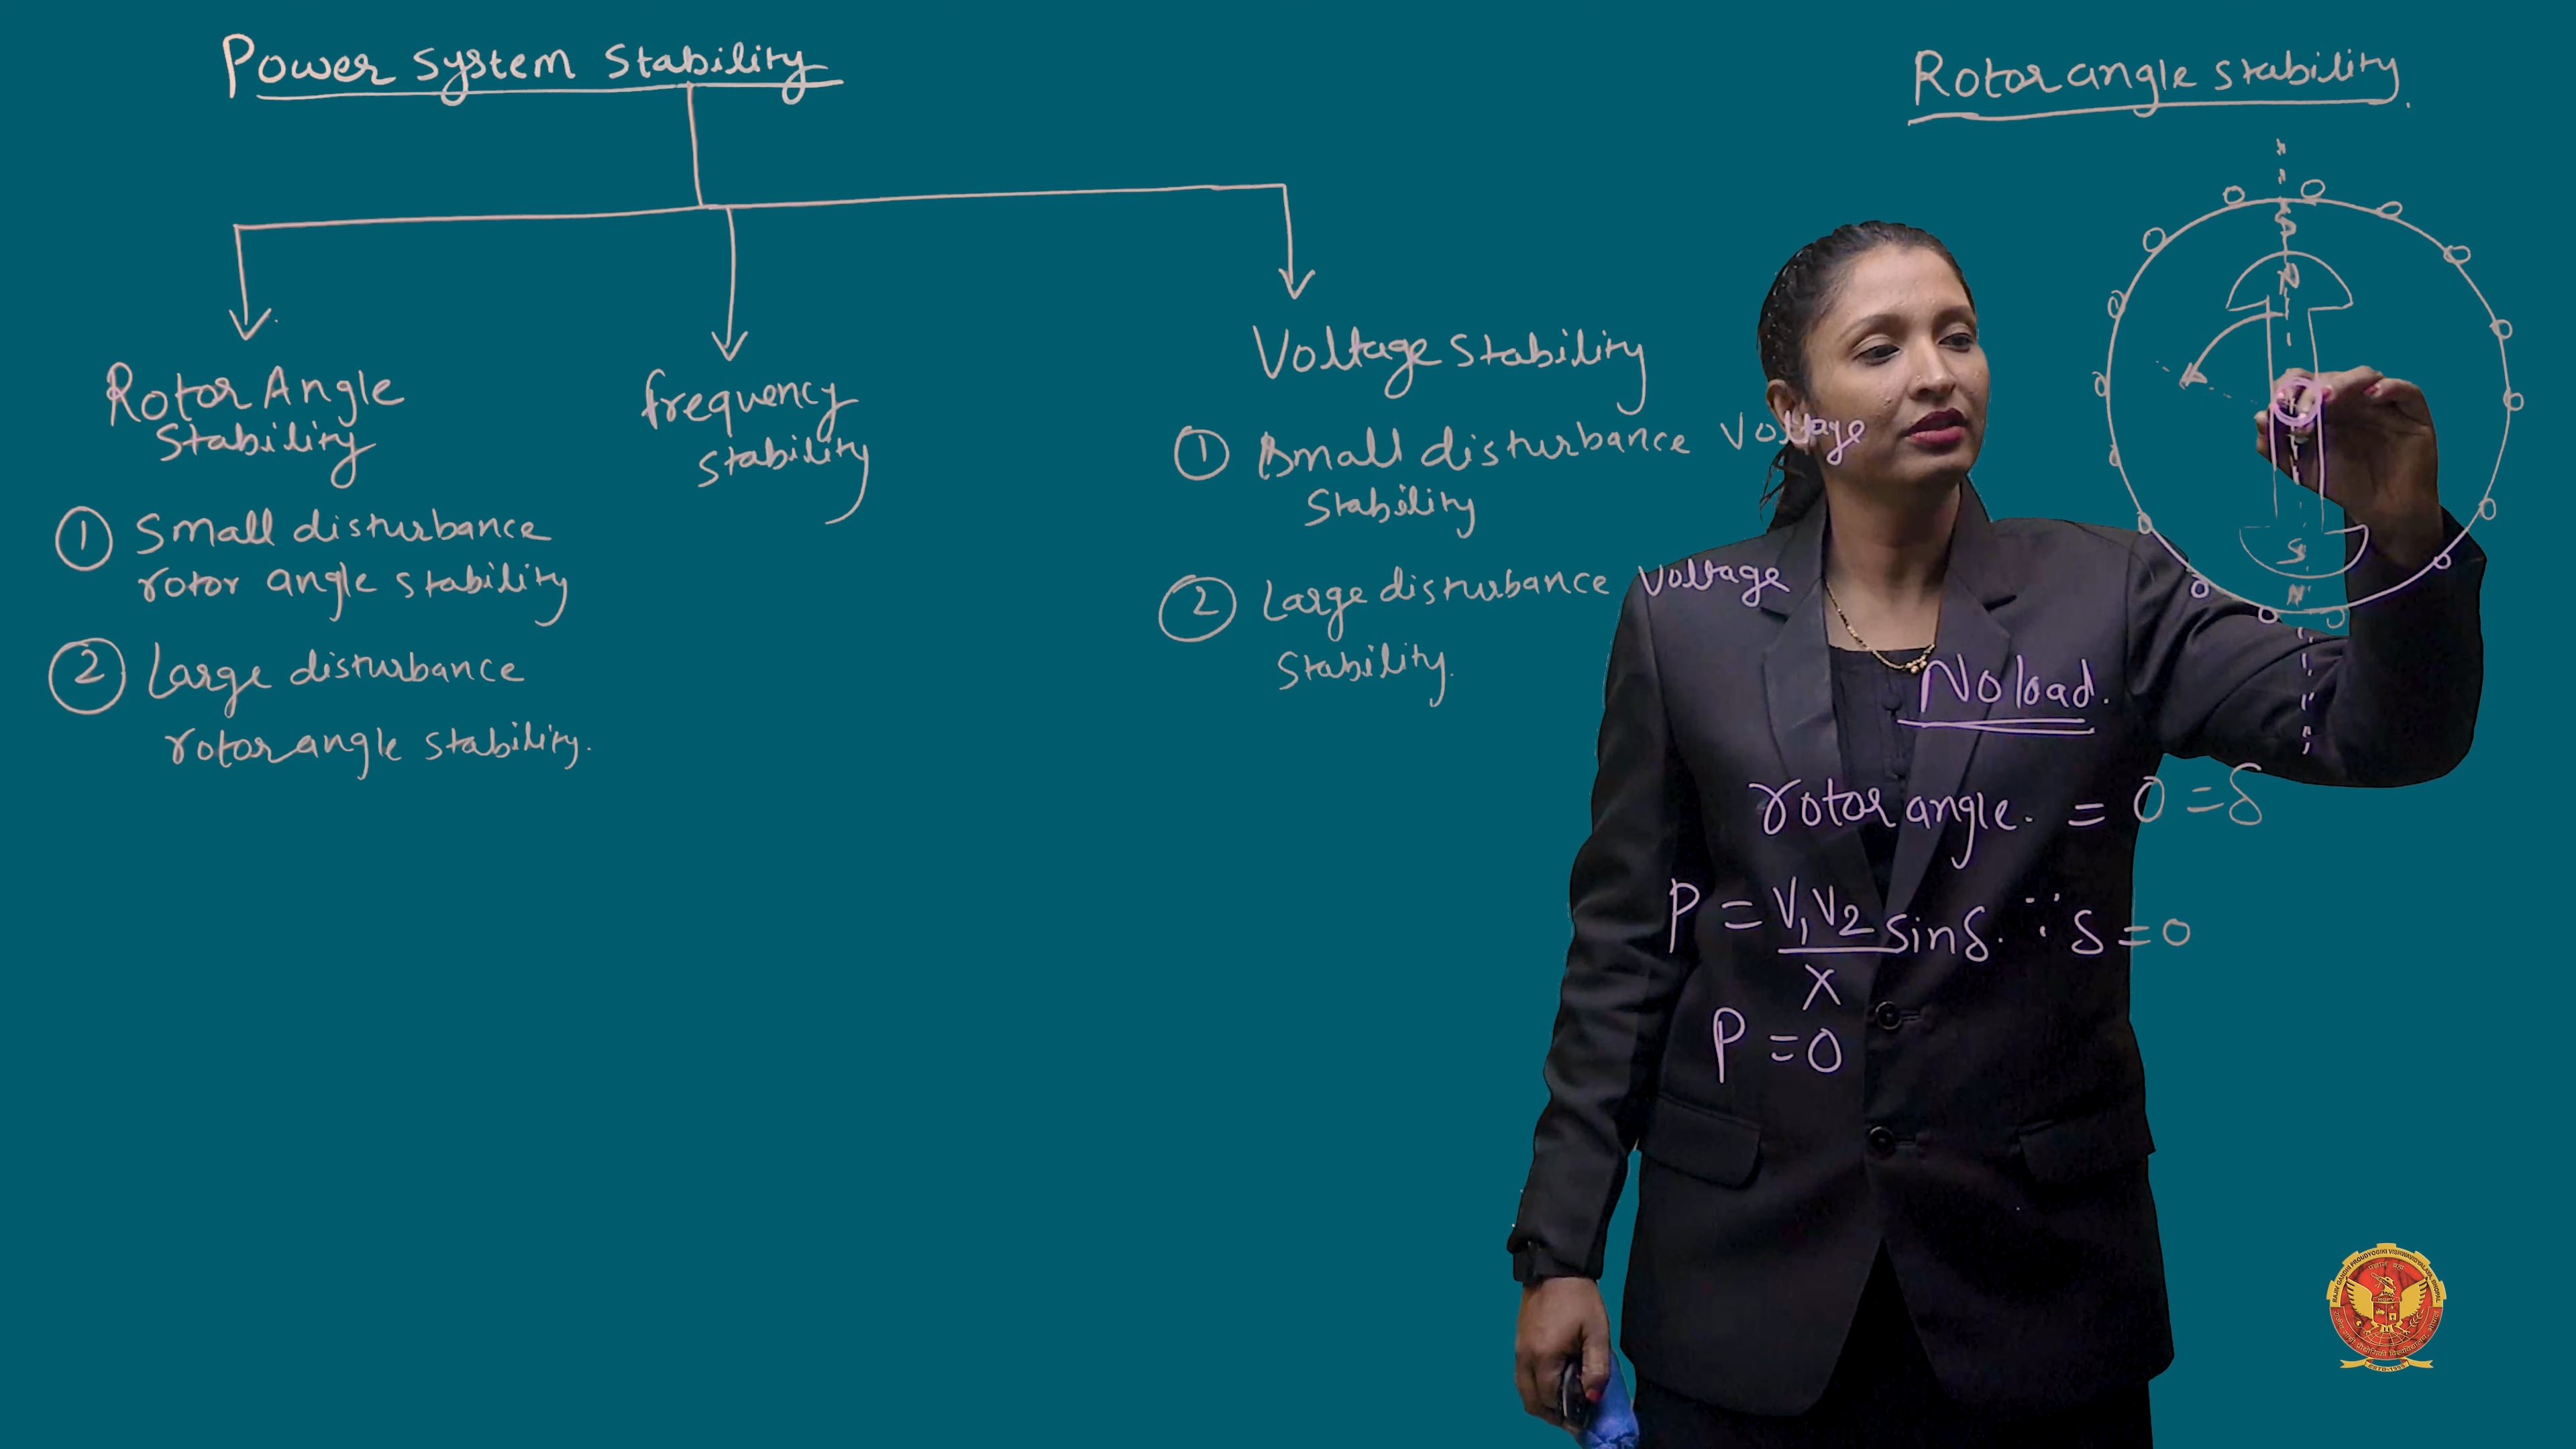 Power system stability
Rotor Angle
Stability
① Small disturbance
rotor angle stability
② Large disturbance
rotor angle stability.
frequency
stability
Voltage stability
① Small disturbance Voltage
Stability
② Large disturbance Voltage
Stability.
Rotor angle stability.
S
N
S
N
No load.
rotor angle. = 0 = δ
P = V₁V₂ sinδ. ∵ δ = 0
X
P = 0